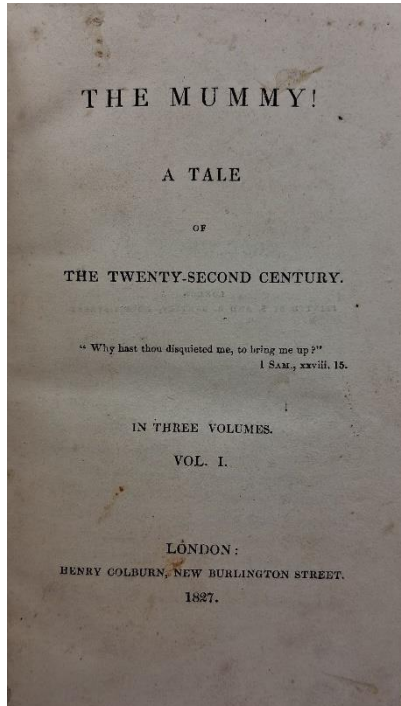 THE MUMMY!
A TALE
OF
THE TWENTY-SECOND CENTURY.
“ Why hast thou disquieted me, to bring me up?”
1 SAM., xxviii. 15.
IN THREE VOLUMES.
VOL. I.
LONDON:
HENRY COLBURN, NEW BURLINGTON STREET.
1827.